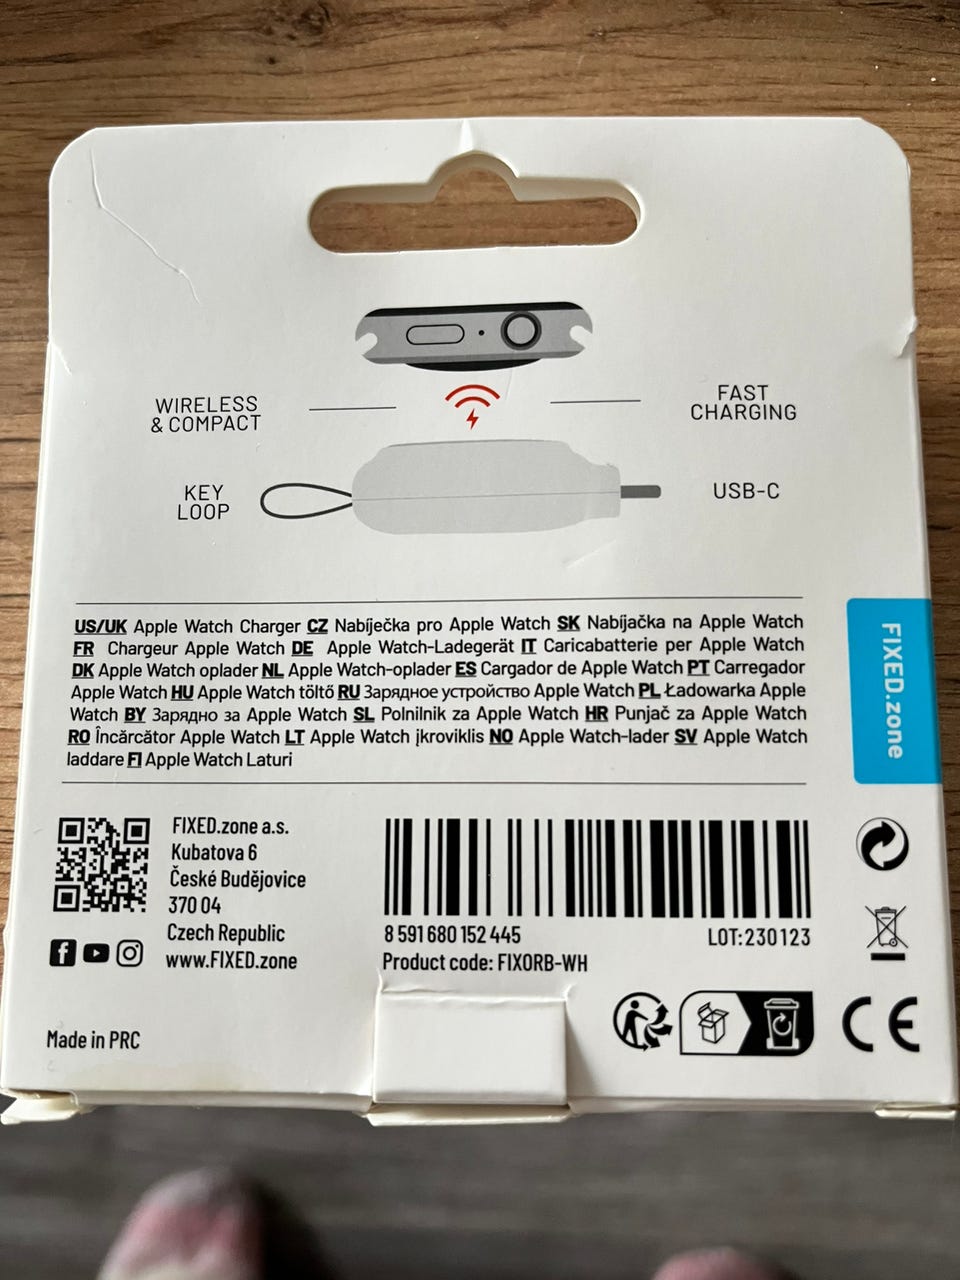 WIRELESS
& COMPACT
FAST
CHARGING
KEY
LOOP
USB-C
US/UK Apple Watch Charger CZ Nabíječka pro Apple Watch SK Nabíjačka na Apple Watch
FR Chargeur Apple Watch DE Apple Watch-Ladegerät IT Caricabatterie per Apple Watch
DK Apple Watch oplader NL Apple Watch-oplader ES Cargador de Apple Watch PT Carregador
Apple Watch HU Apple Watch töltő RU Зарядное устройство Apple Watch PL Ładowarka Apple
Watch BY Зарядно за Apple Watch SL Polnilnik za Apple Watch HR Punjač za Apple Watch
RO Încărcător Apple Watch LT Apple Watch įkroviklis NO Apple Watch-lader SV Apple Watch
laddare FI Apple Watch Laturi
FIXED.zone
FIXED.zone a.s.
Kubatova 6
České Budějovice
370 04
Czech Republic
www.FIXED.zone
8 591 680 152 445
LOT:230123
Product code: FIXORB-WH
Made in PRC
CE